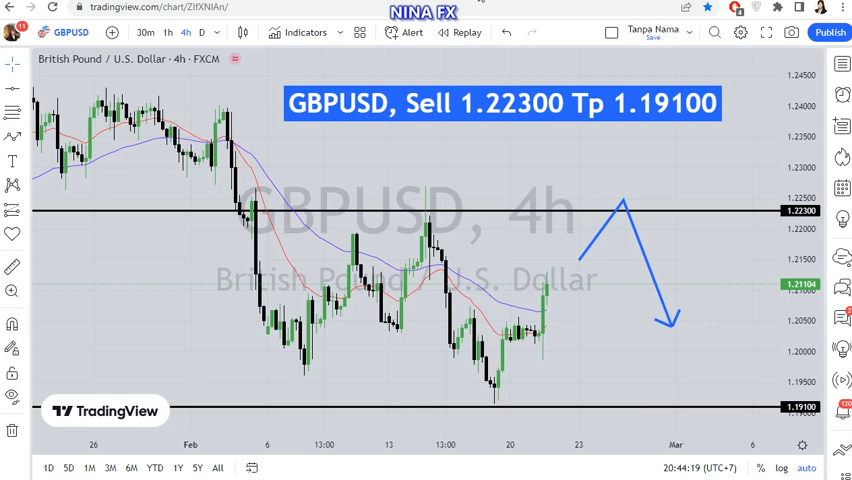 NINA FX
tradingview.com/chart/ZIfXNIAn/
11
GBPUSD
30m 1h 4h D
Indicators
Alert
Replay
Tanpa Nama
Save
Publish
British Pound / U.S. Dollar · 4h · FXCM
GBPUSD, Sell 1.22300 Tp 1.19100
GBPUSD, 4h
British Pound / U.S. Dollar
1.24500
1.24000
1.23500
1.23000
1.22500
1.22300
1.21500
1.21104
1.20500
1.20000
1.19500
1.19100
TradingView
26 Feb 6 13:00 13 13:00 20 23 Mar 6
1D 5D 1M 3M 6M YTD 1Y 5Y All
20:44:19 (UTC+7) % log auto